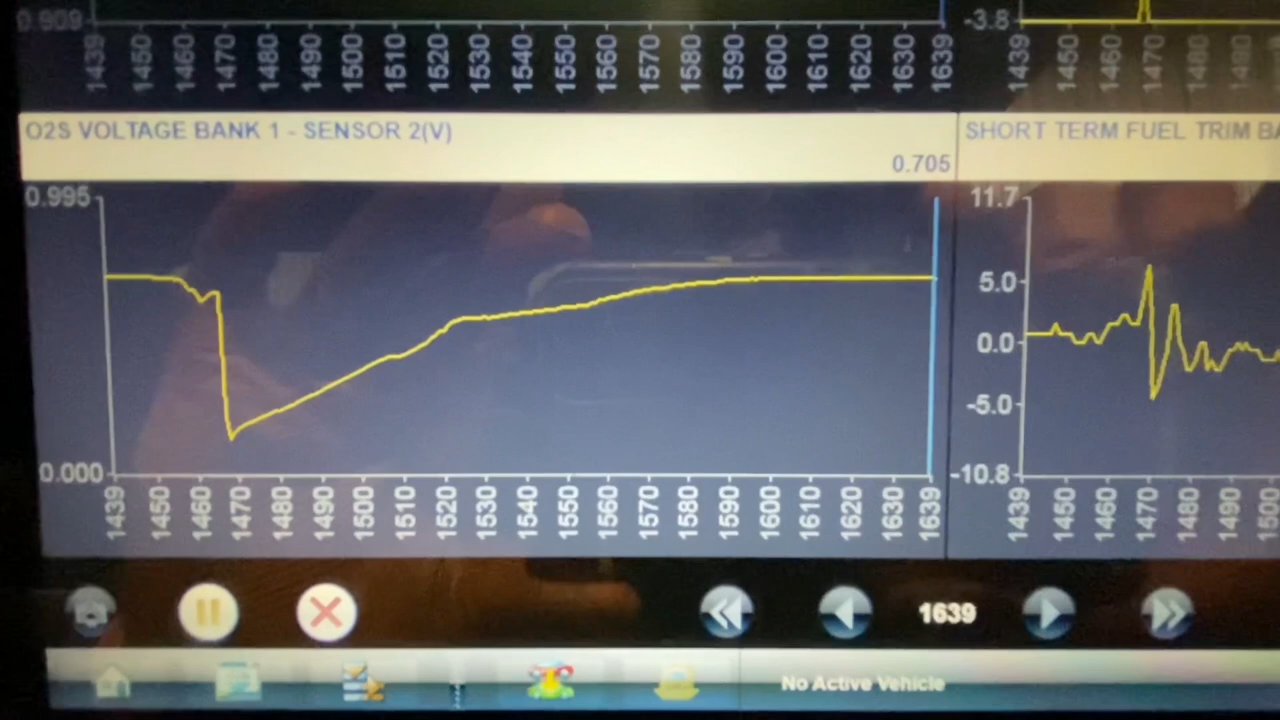 0.909
1439 1450 1460 1470 1480 1490 1500 1510 1520 1530 1540 1550 1560 1570 1580 1590 1600 1610 1620 1630 1639
-3.8
1439 1450 1460 1470 1480 1490
O2S VOLTAGE BANK 1 - SENSOR 2(V)
0.705
SHORT TERM FUEL TRIM BA
0.995
0.000
1439 1450 1460 1470 1480 1490 1500 1510 1520 1530 1540 1550 1560 1570 1580 1590 1600 1610 1620 1630 1639
11.7
5.0
0.0
-5.0
-10.8
1439 1450 1460 1470 1480 1490 1500
1639
No Active Vehicle